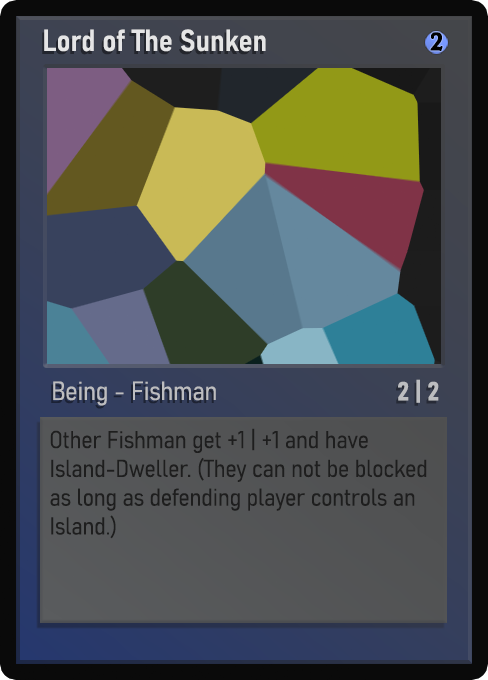 Lord of The Sunken 2
Being - Fishman 2 | 2
Other Fishman get +1 | +1 and have
Island-Dweller. (They can not be blocked
as long as defending player controls an
Island.)